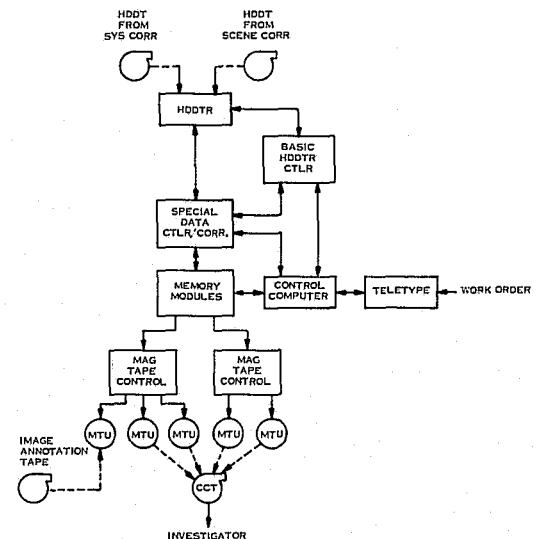 HDDT
FROM
SYS CORR
HDDT
FROM
SCENE CORR
HDDTR
BASIC
HDDTR
CTLR
SPECIAL
DATA
CTLR/CORR.
MEMORY
MODULES
CONTROL
COMPUTER
TELETYPE
WORK ORDER
MAG
TAPE
CONTROL
MAG
TAPE
CONTROL
MTU
MTU
MTU
MTU
MTU
IMAGE
ANNOTATION
TAPE
CCT
INVESTIGATOR